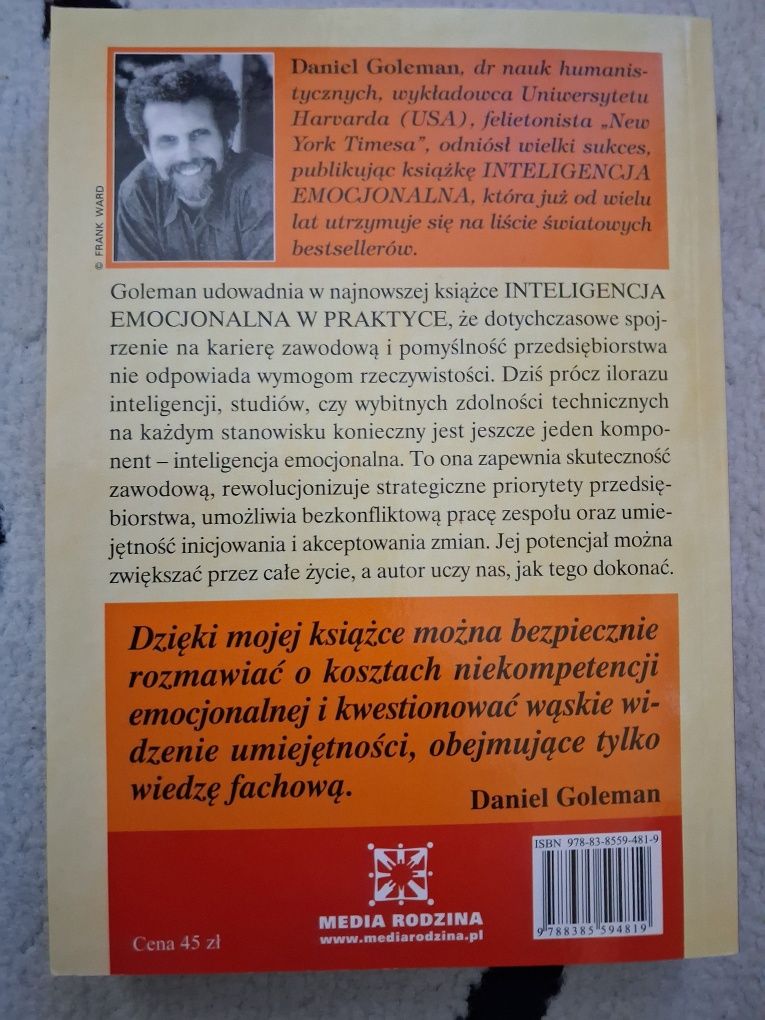 © FRANK WARD
Daniel Goleman, dr nauk humanis-
tycznych, wykładowca Uniwersytetu
Harvarda (USA), felietonista „New
York Timesa”, odniósł wielki sukces,
publikując książkę INTELIGENCJA
EMOCJONALNA, która już od wielu
lat utrzymuje się na liście światowych
bestsellerów.
Goleman udowadnia w najnowszej książce INTELIGENCJA
EMOCJONALNA W PRAKTYCE, że dotychczasowe spoj-
rzenie na karierę zawodową i pomyślność przedsiębiorstwa
nie odpowiada wymogom rzeczywistości. Dziś prócz ilorazu
inteligencji, studiów, czy wybitnych zdolności technicznych
na każdym stanowisku konieczny jest jeszcze jeden kompo-
nent – inteligencja emocjonalna. To ona zapewnia skuteczność
zawodową, rewolucjonizuje strategiczne priorytety przedsię-
biorstwa, umożliwia bezkonfliktową pracę zespołu oraz umie-
jętność inicjowania i akceptowania zmian. Jej potencjał można
zwiększać przez całe życie, a autor uczy nas, jak tego dokonać.
Dzięki mojej książce można bezpiecznie
rozmawiać o kosztach niekompetencji
emocjonalnej i kwestionować wąskie wi-
dzenie umiejętności, obejmujące tylko
wiedzę fachową.
Daniel Goleman
ISBN 978-83-8559-481-9
9 788385 594819
MEDIA RODZINA
www.mediarodzina.pl
Cena 45 zł